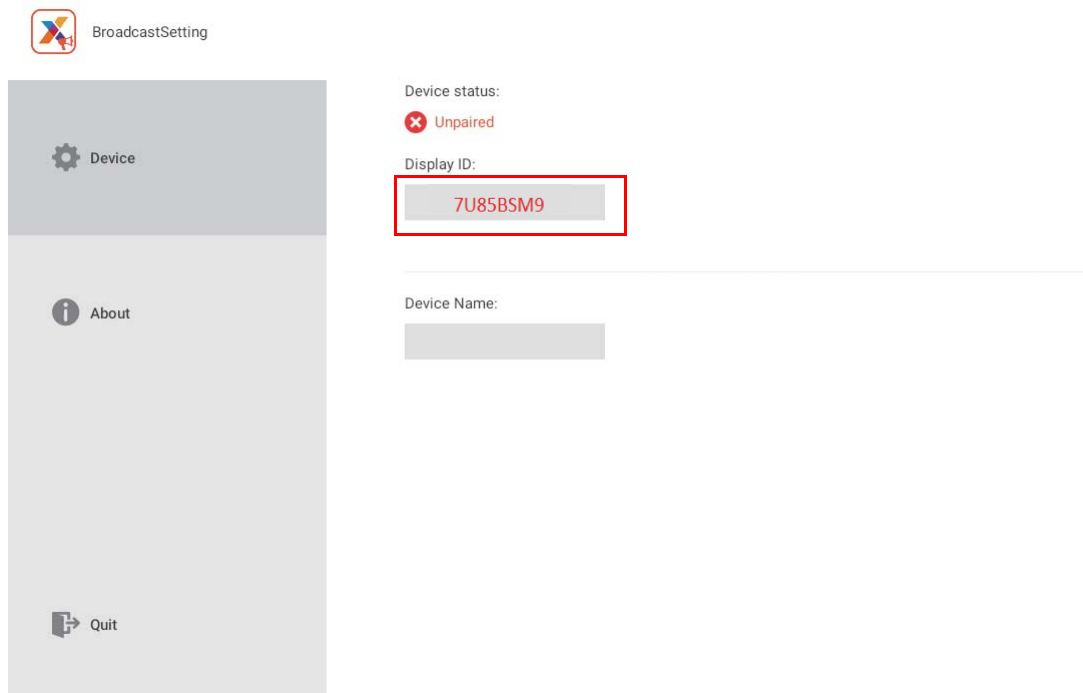 BroadcastSetting
Device
About
Quit
Device status:
Unpaired
Display ID:
7U85BSM9
Device Name: